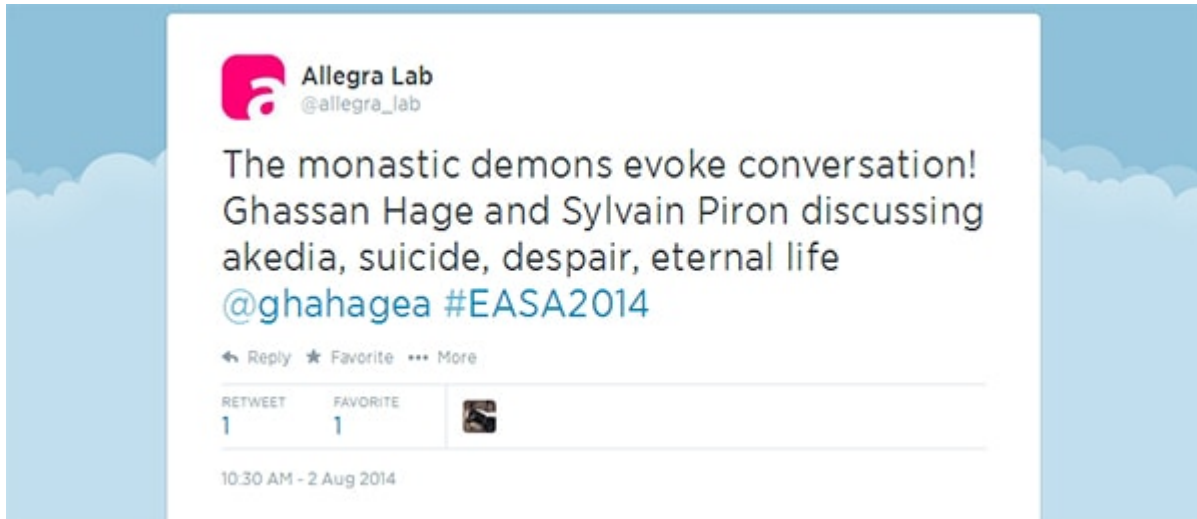 Allegra Lab
@allegra_lab
The monastic demons evoke conversation!
Ghassan Hage and Sylvain Piron discussing
akedia, suicide, despair, eternal life
@ghahagea #EASA2014
Reply Favorite More
RETWEET FAVORITE
1 1
10:30 AM - 2 Aug 2014